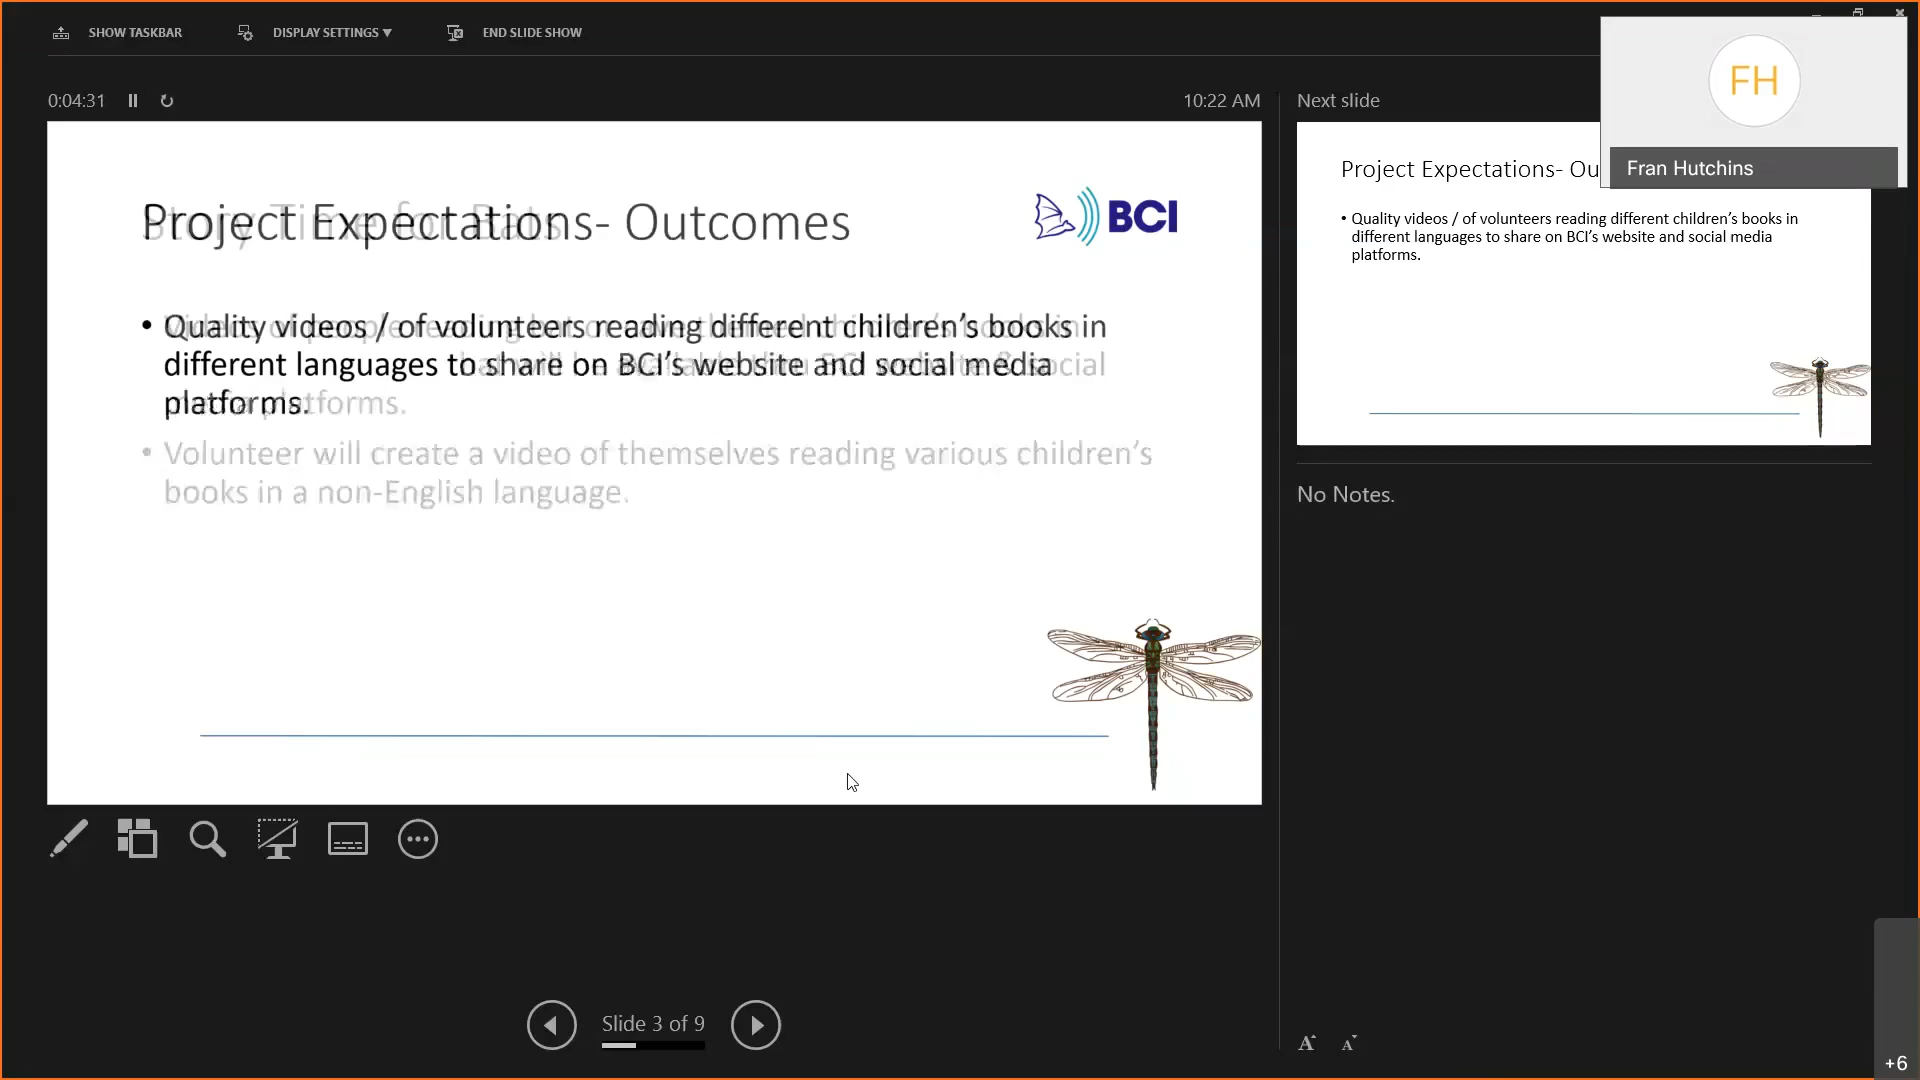 SHOW TASKBAR
DISPLAY SETTINGS ▼
END SLIDE SHOW
0:04:31
10:22 AM
Next slide
FH
Fran Hutchins
Project Expectations- Outcomes
BCI
• Quality videos / of volunteers reading different children’s books in
different languages to share on BCI’s website and social media
platforms.
• Volunteer will create a video of themselves reading various children’s
books in a non-English language.
Project Expectations- Ou
• Quality videos / of volunteers reading different children’s books in
different languages to share on BCI’s website and social media
platforms.
No Notes.
Slide 3 of 9
A A
+6